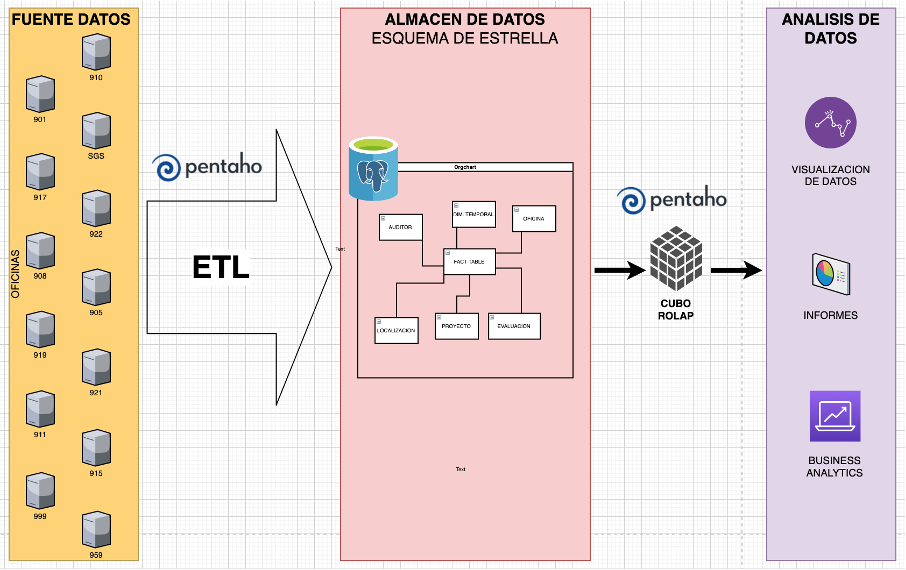 FUENTE DATOS
910
901
SGS
917
922
908
OFICINAS
905
919
921
911
915
999
959
pentaho
ETL
ALMACEN DE DATOS
ESQUEMA DE ESTRELLA
Orgchart
AUDITOR
DIM. TEMPORAL
OFICINA
Text
FACT TABLE
LOCALIZACION
PROYECTO
EVALUACION
Text
pentaho
CUBO
ROLAP
ANALISIS DE
DATOS
VISUALIZACION
DE DATOS
INFORMES
BUSINESS
ANALYTICS